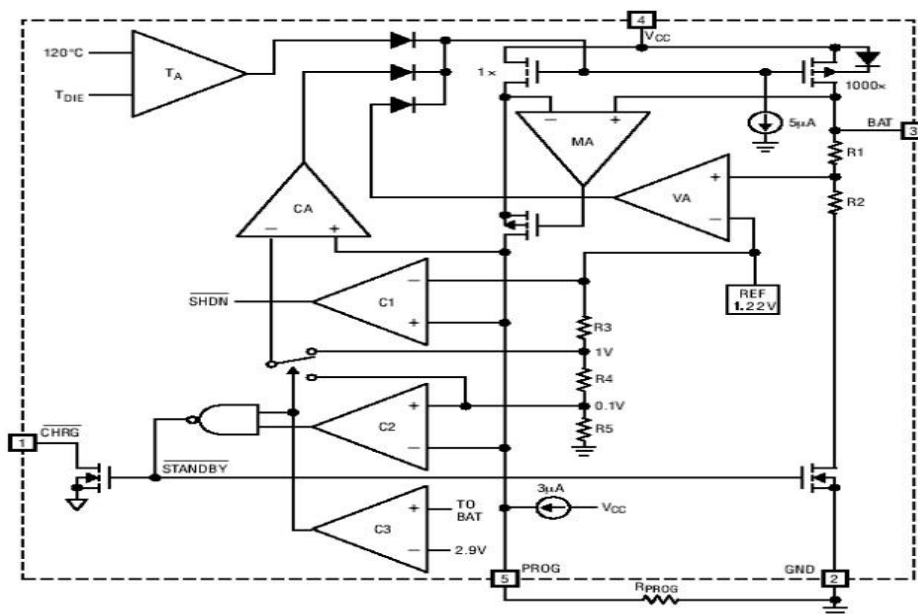 4
VCC
120°C
TA
TDIE
1×
1000×
MA
5µA
BAT
3
R1
R2
CA
VA
SHDN
C1
REF
1.22V
R3
1V
R4
0.1V
R5
C2
CHRG
1
STANDBY
3µA
VCC
C3
TO
BAT
2.9V
5
PROG
RPROG
GND
2
− +
− +
+
−
−
+
+
−
+
−